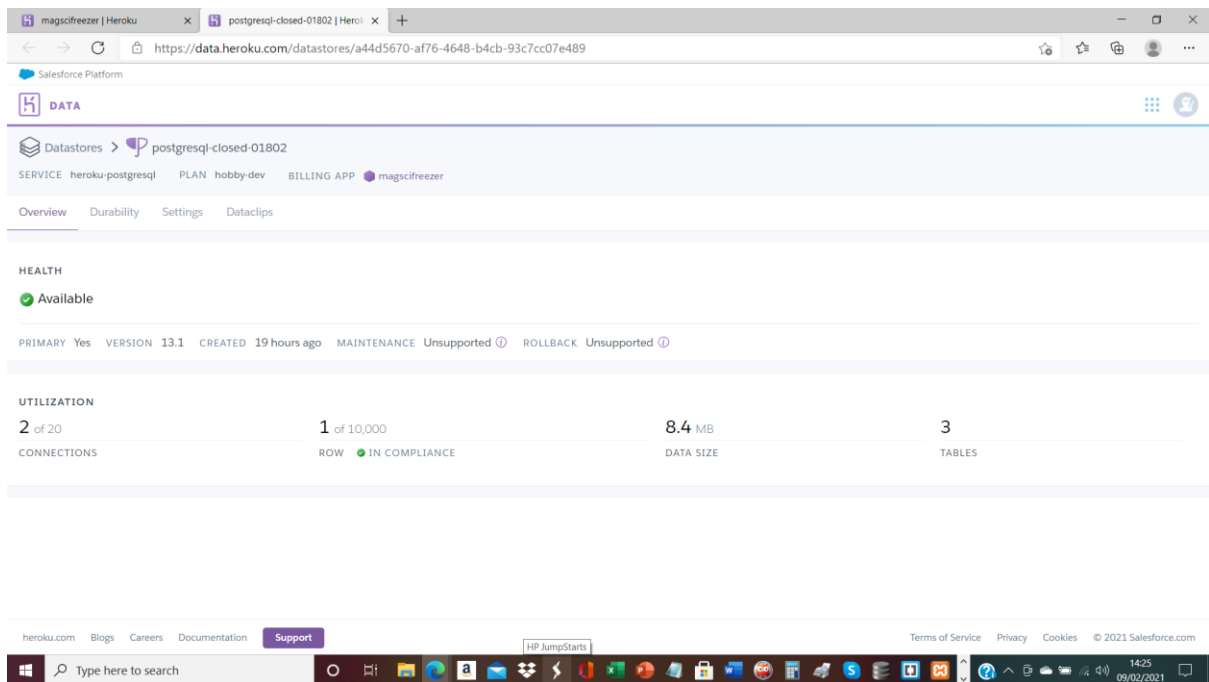 magscifreezer | Heroku
postgresql-closed-01802 | Herok
https://data.heroku.com/datastores/a44d5670-af76-4648-b4cb-93c7cc07e489
Salesforce Platform
DATA
Datastores > postgresql-closed-01802
SERVICE heroku-postgresql PLAN hobby-dev BILLING APP magscifreezer
Overview Durability Settings Dataclips
HEALTH
Available
PRIMARY Yes VERSION 13.1 CREATED 19 hours ago MAINTENANCE Unsupported ROLLBACK Unsupported
UTILIZATION
2 of 20 1 of 10,000 8.4 MB 3
CONNECTIONS ROW IN COMPLIANCE DATA SIZE TABLES
heroku.com Blogs Careers Documentation Support Terms of Service Privacy Cookies © 2021 Salesforce.com
HP JumpStarts
Type here to search
14:25
09/02/2021